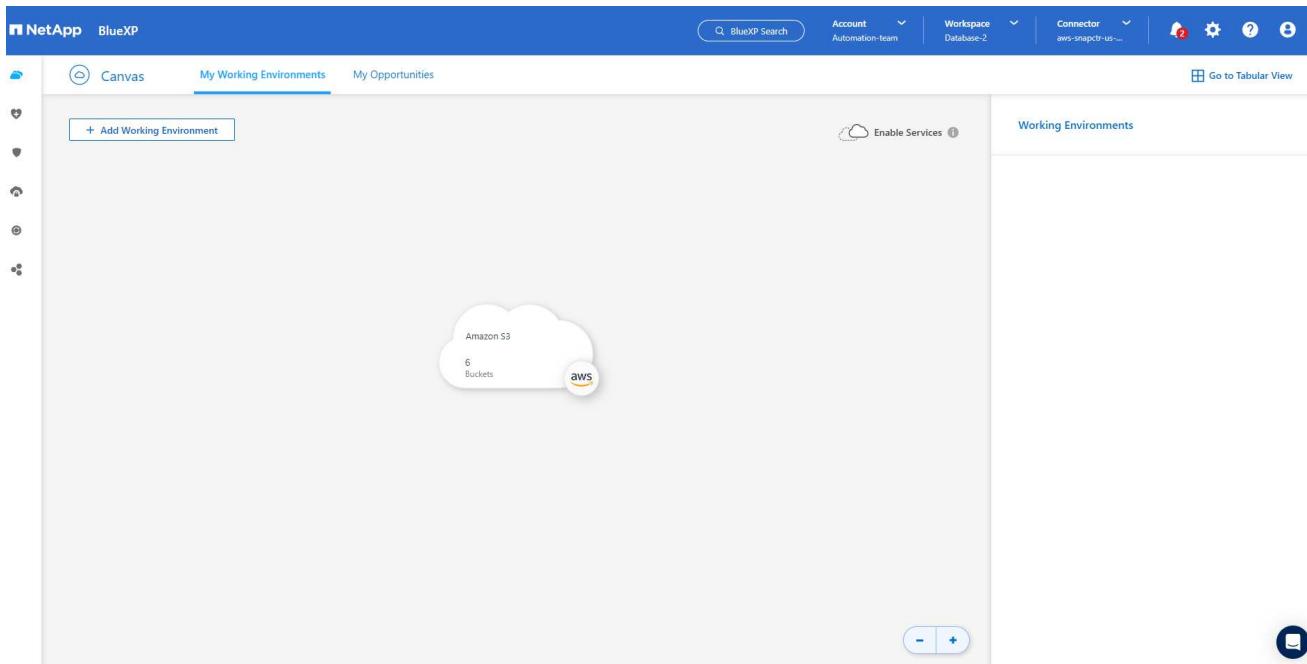 NetApp BlueXP
BlueXP Search
Account
Automation-team
Workspace
Database-2
Connector
aws-snapctr-us-...
2
Canvas
My Working Environments
My Opportunities
Go to Tabular View
+ Add Working Environment
Enable Services
Working Environments
Amazon S3
6
Buckets
aws